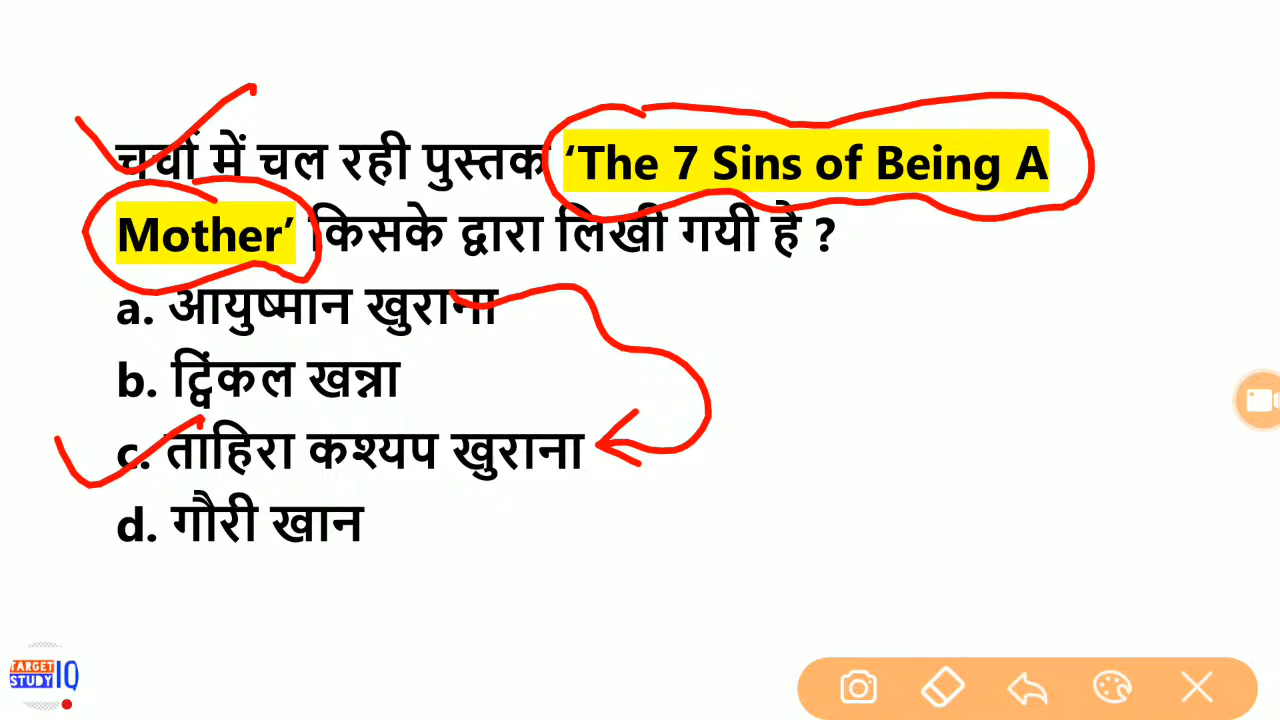 चर्चा में चल रही पुस्तक ‘The 7 Sins of Being A
Mother’ किसके द्वारा लिखी गयी है ?
a. आयुष्मान खुराना
b. ट्विंकल खन्ना
c. ताहिरा कश्यप खुराना
d. गौरी खान
TARGET
STUDY IQ